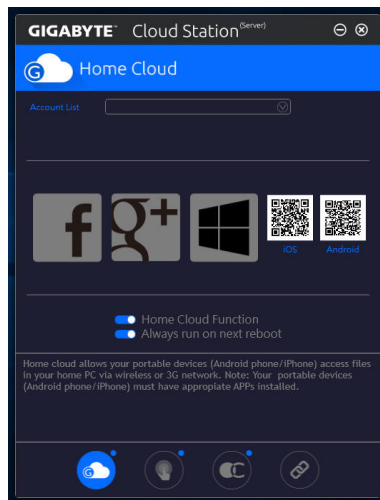 GIGABYTE™ Cloud Station (Server)
G Home Cloud
Account List
f g+
iOS Android
Home Cloud Function
Always run on next reboot
Home cloud allows your portable devices (Android phone/iPhone) access files
in your home PC via wireless or 3G network. Note: Your portable devices
(Android phone/iPhone) must have appropiate APPs installed.